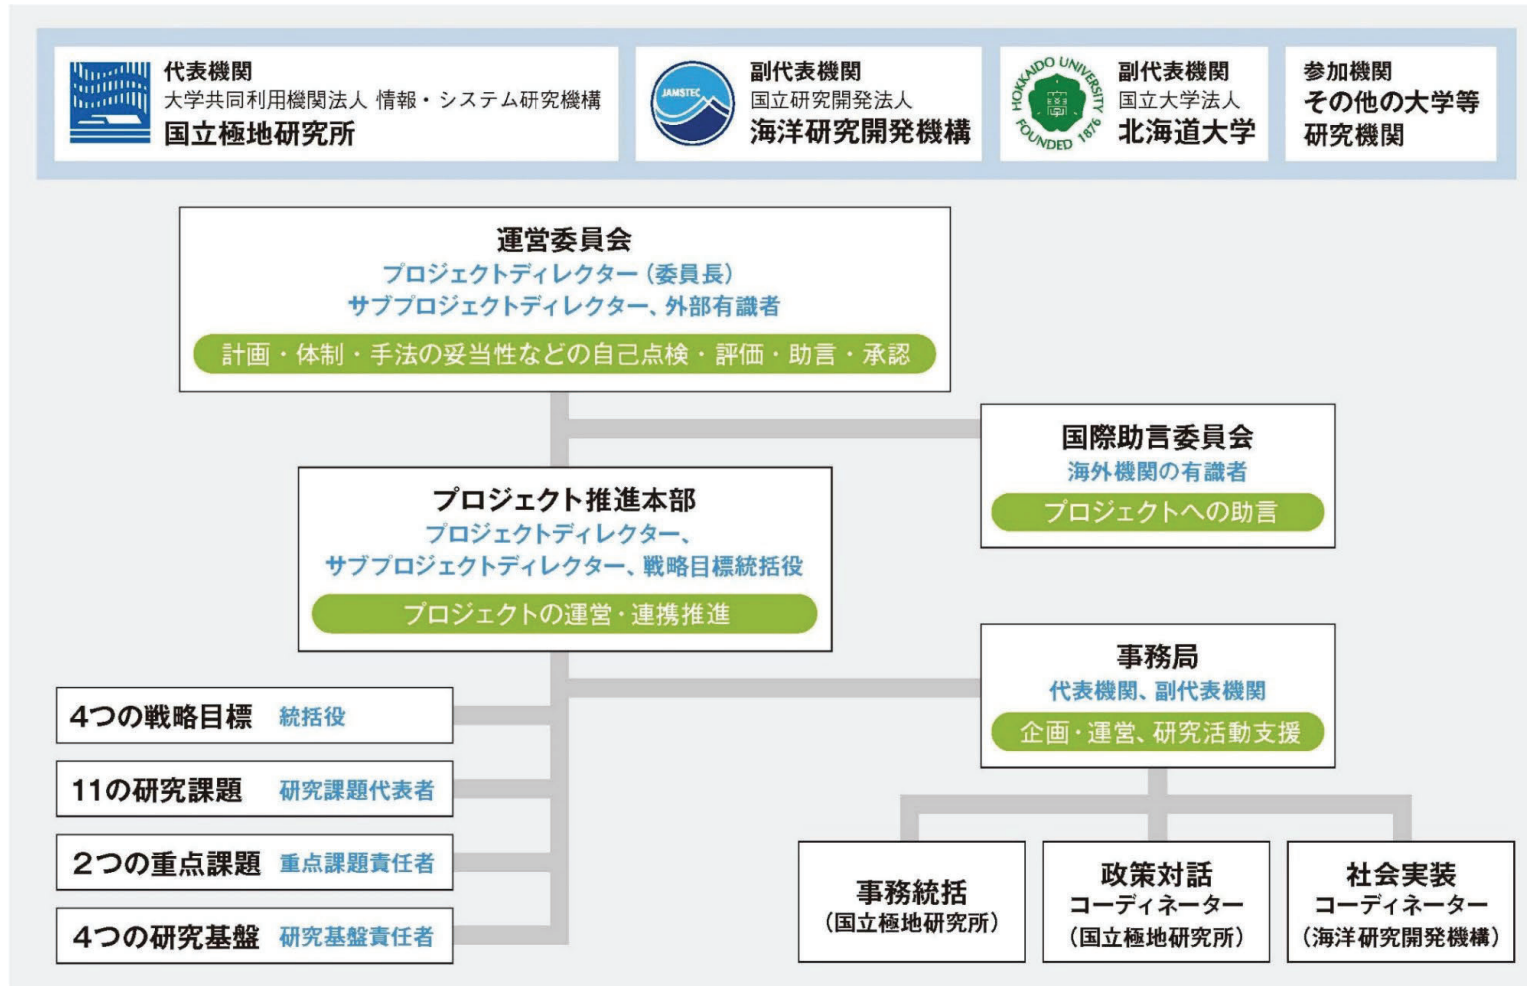 代表機関
大学共同利用機関法人 情報・システム研究機構
国立極地研究所
JAMSTEC
副代表機関
国立研究開発法人
海洋研究開発機構
HOKKAIDO UNIVERSITY
FOUNDED 1876
副代表機関
国立大学法人
北海道大学
参加機関
その他の大学等
研究機関
運営委員会
プロジェクトディレクター（委員長）
サブプロジェクトディレクター、外部有識者
計画・体制・手法の妥当性などの自己点検・評価・助言・承認
国際助言委員会
海外機関の有識者
プロジェクトへの助言
プロジェクト推進本部
プロジェクトディレクター、
サブプロジェクトディレクター、戦略目標統括役
プロジェクトの運営・連携推進
事務局
代表機関、副代表機関
企画・運営、研究活動支援
4つの戦略目標 統括役
11の研究課題 研究課題代表者
2つの重点課題 重点課題責任者
4つの研究基盤 研究基盤責任者
事務統括
（国立極地研究所）
政策対話
コーディネーター
（国立極地研究所）
社会実装
コーディネーター
（海洋研究開発機構）